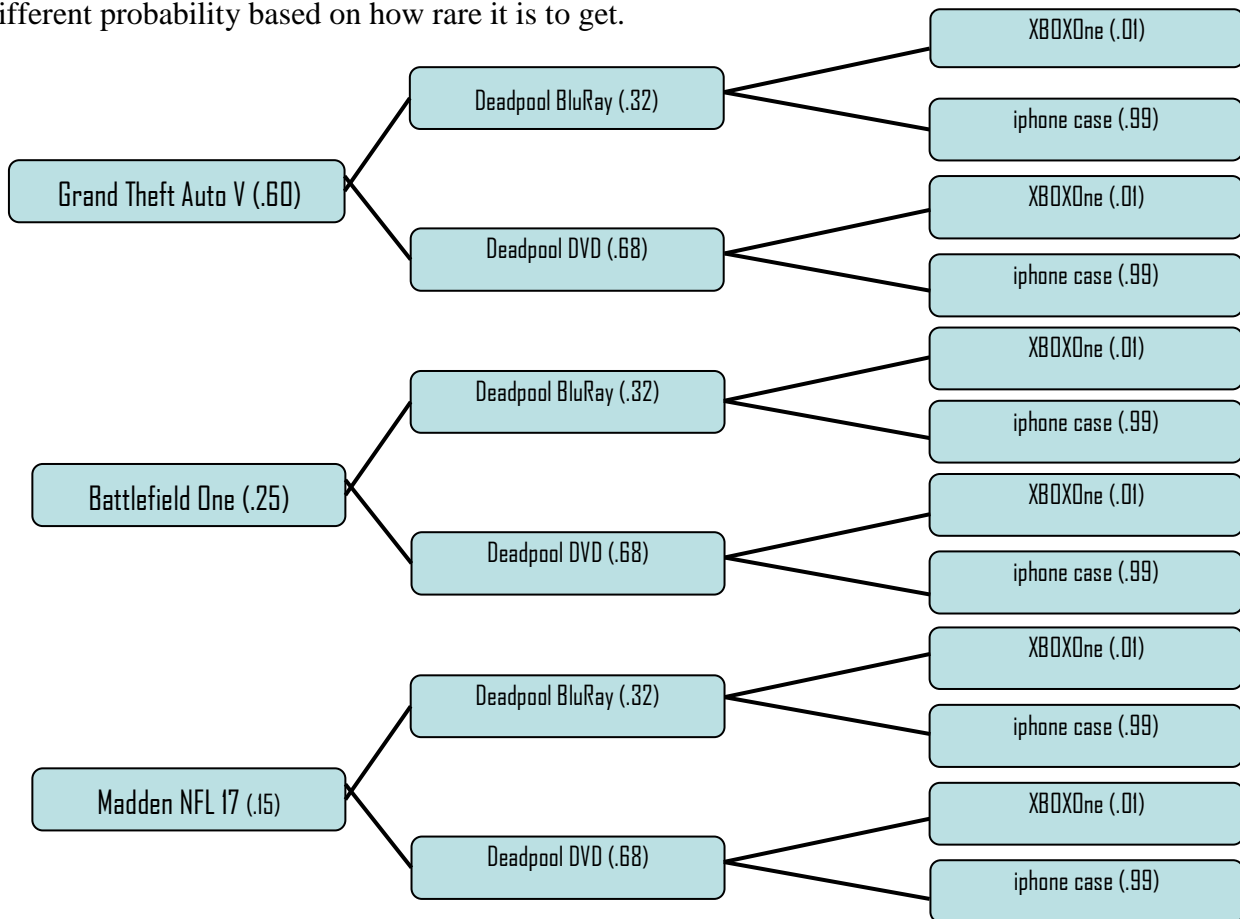 ifferent probability based on how rare it is to get.
XBOXOne (.01)
Deadpool BluRay (.32)
iphone case (.99)
Grand Theft Auto V (.60)
XBOXOne (.01)
Deadpool DVD (.68)
iphone case (.99)
XBOXOne (.01)
Deadpool BluRay (.32)
iphone case (.99)
Battlefield One (.25)
XBOXOne (.01)
Deadpool DVD (.68)
iphone case (.99)
XBOXOne (.01)
Deadpool BluRay (.32)
iphone case (.99)
Madden NFL 17 (.15)
XBOXOne (.01)
Deadpool DVD (.68)
iphone case (.99)